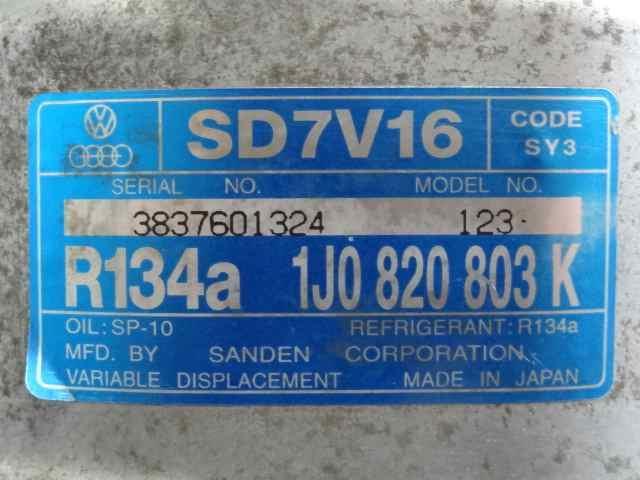 SD7V16
CODE
SY3
SERIAL NO. MODEL NO.
3837601324 123
R134a 1J0 820 803 K
OIL: SP-10 REFRIGERANT: R134a
MFD. BY SANDEN CORPORATION
VARIABLE DISPLACEMENT MADE IN JAPAN